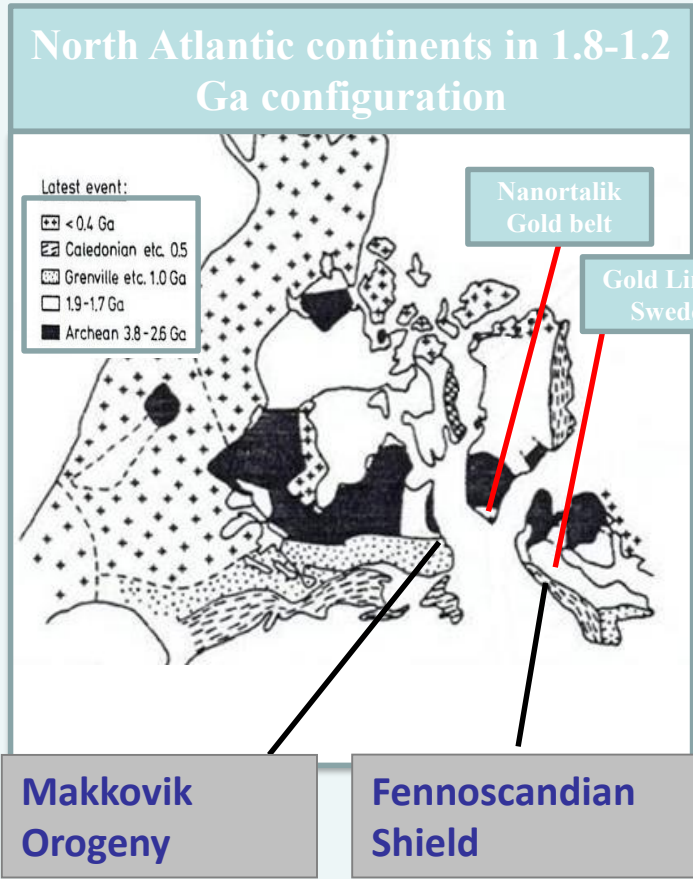 North Atlantic continents in 1.8-1.2
Ga configuration
Latest event:
< 0.4 Ga
Caledonian etc. 0.5
Grenville etc. 1.0 Ga
1.9-1.7 Ga
Archean 3.8-2.6 Ga
Nanortalik
Gold belt
Gold
Makkovik
Orogeny
Fennoscandian
Shield